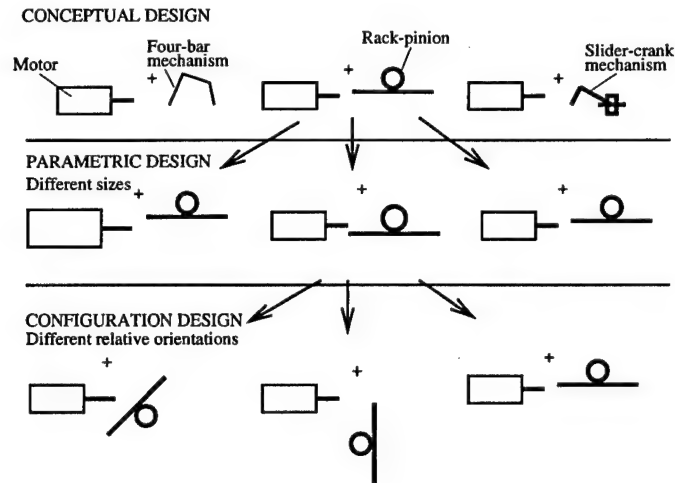 CONCEPTUAL DESIGN
Motor
Four-bar
mechanism
Rack-pinion
Slider-crank
mechanism
+
+
+
PARAMETRIC DESIGN
Different sizes
+
+
+
CONFIGURATION DESIGN
Different relative orientations
+
+
+